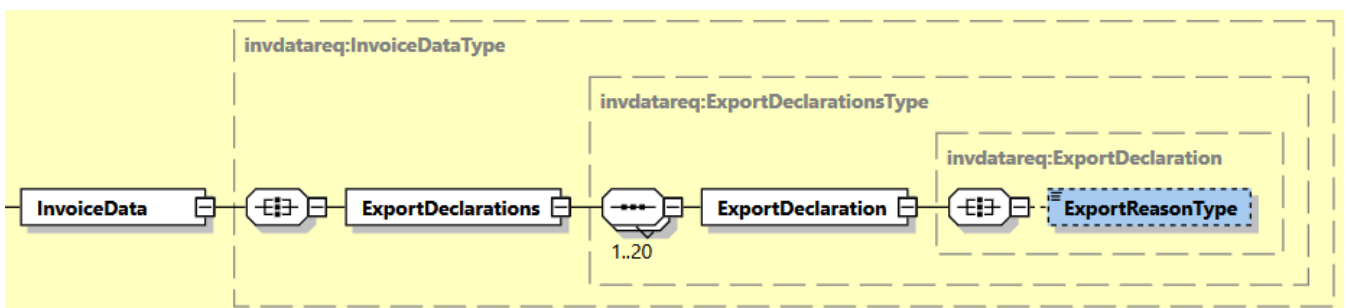 invdatareq:InvoiceDataType
invdatareq:ExportDeclarationsType
invdatareq:ExportDeclaration
InvoiceData
ExportDeclarations
ExportDeclaration
ExportReasonType
1..20